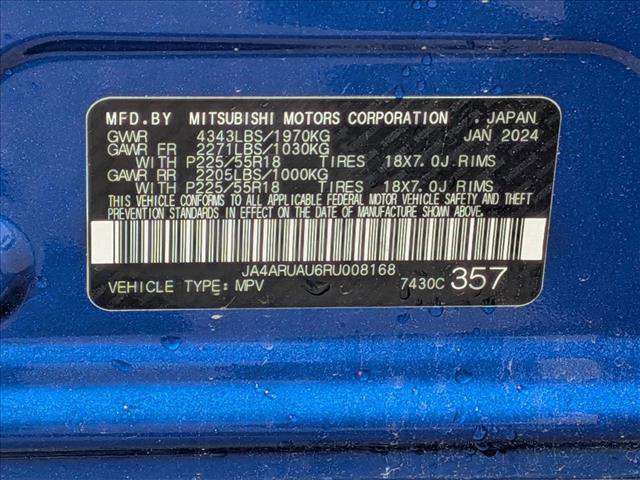 MFD.BY MITSUBISHI MOTORS CORPORATION . JAPAN
GVWR 4343LBS/1970KG JAN 2024
GAWR FR 2271LBS/1030KG
WITH P225/55R18 TIRES 18X7.0J RIMS
GAWR RR 2205LBS/1000KG
WITH P225/55R18 TIRES 18X7.0J RIMS
THIS VEHICLE CONFORMS TO ALL APPLICABLE FEDERAL MOTOR VEHICLE SAFETY AND THEFT
PREVENTION STANDARDS IN EFFECT ON THE DATE OF MANUFACTURE SHOWN ABOVE.
JA4ARUAU6RU008168
VEHICLE TYPE: MPV 7430C 357